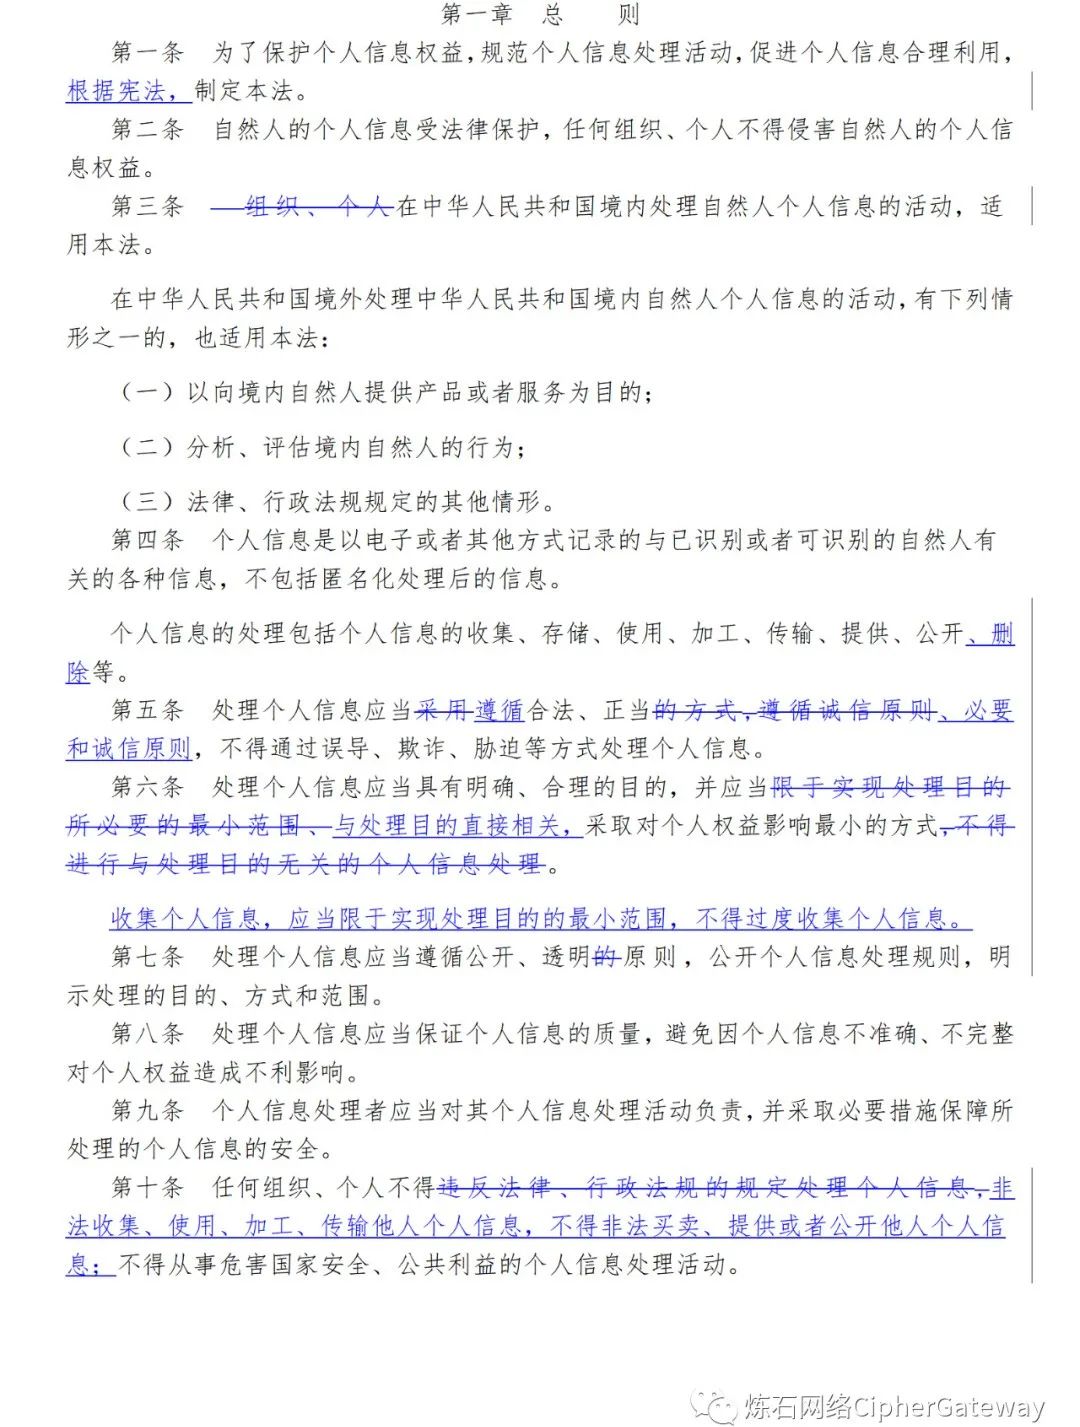 第一章 总 则
第一条 为了保护个人信息权益,规范个人信息处理活动,促进个人信息合理利用,
根据宪法，制定本法。
第二条 自然人的个人信息受法律保护，任何组织、个人不得侵害自然人的个人信
息权益。
第三条 组织、个人在中华人民共和国境内处理自然人个人信息的活动，适
用本法。
在中华人民共和国境外处理中华人民共和国境内自然人个人信息的活动,有下列情
形之一的，也适用本法：
（一）以向境内自然人提供产品或者服务为目的；
（二）分析、评估境内自然人的行为；
（三）法律、行政法规规定的其他情形。
第四条 个人信息是以电子或者其他方式记录的与已识别或者可识别的自然人有
关的各种信息，不包括匿名化处理后的信息。
个人信息的处理包括个人信息的收集、存储、使用、加工、传输、提供、公开、删
除等。
第五条 处理个人信息应当采用遵循合法、正当的方式,遵循诚信原则、必要
和诚信原则，不得通过误导、欺诈、胁迫等方式处理个人信息。
第六条 处理个人信息应当具有明确、合理的目的，并应当限于实现处理目的
所必要的最小范围、与处理目的直接相关，采取对个人权益影响最小的方式,不得
进行与处理目的无关的个人信息处理。
收集个人信息，应当限于实现处理目的的最小范围，不得过度收集个人信息。
第七条 处理个人信息应当遵循公开、透明的原则，公开个人信息处理规则，明
示处理的目的、方式和范围。
第八条 处理个人信息应当保证个人信息的质量，避免因个人信息不准确、不完整
对个人权益造成不利影响。
第九条 个人信息处理者应当对其个人信息处理活动负责,并采取必要措施保障所
处理的个人信息的安全。
第十条 任何组织、个人不得违反法律、行政法规的规定处理个人信息,非
法收集、使用、加工、传输他人个人信息，不得非法买卖、提供或者公开他人个人信
息；不得从事危害国家安全、公共利益的个人信息处理活动。
炼石网络CipherGateway